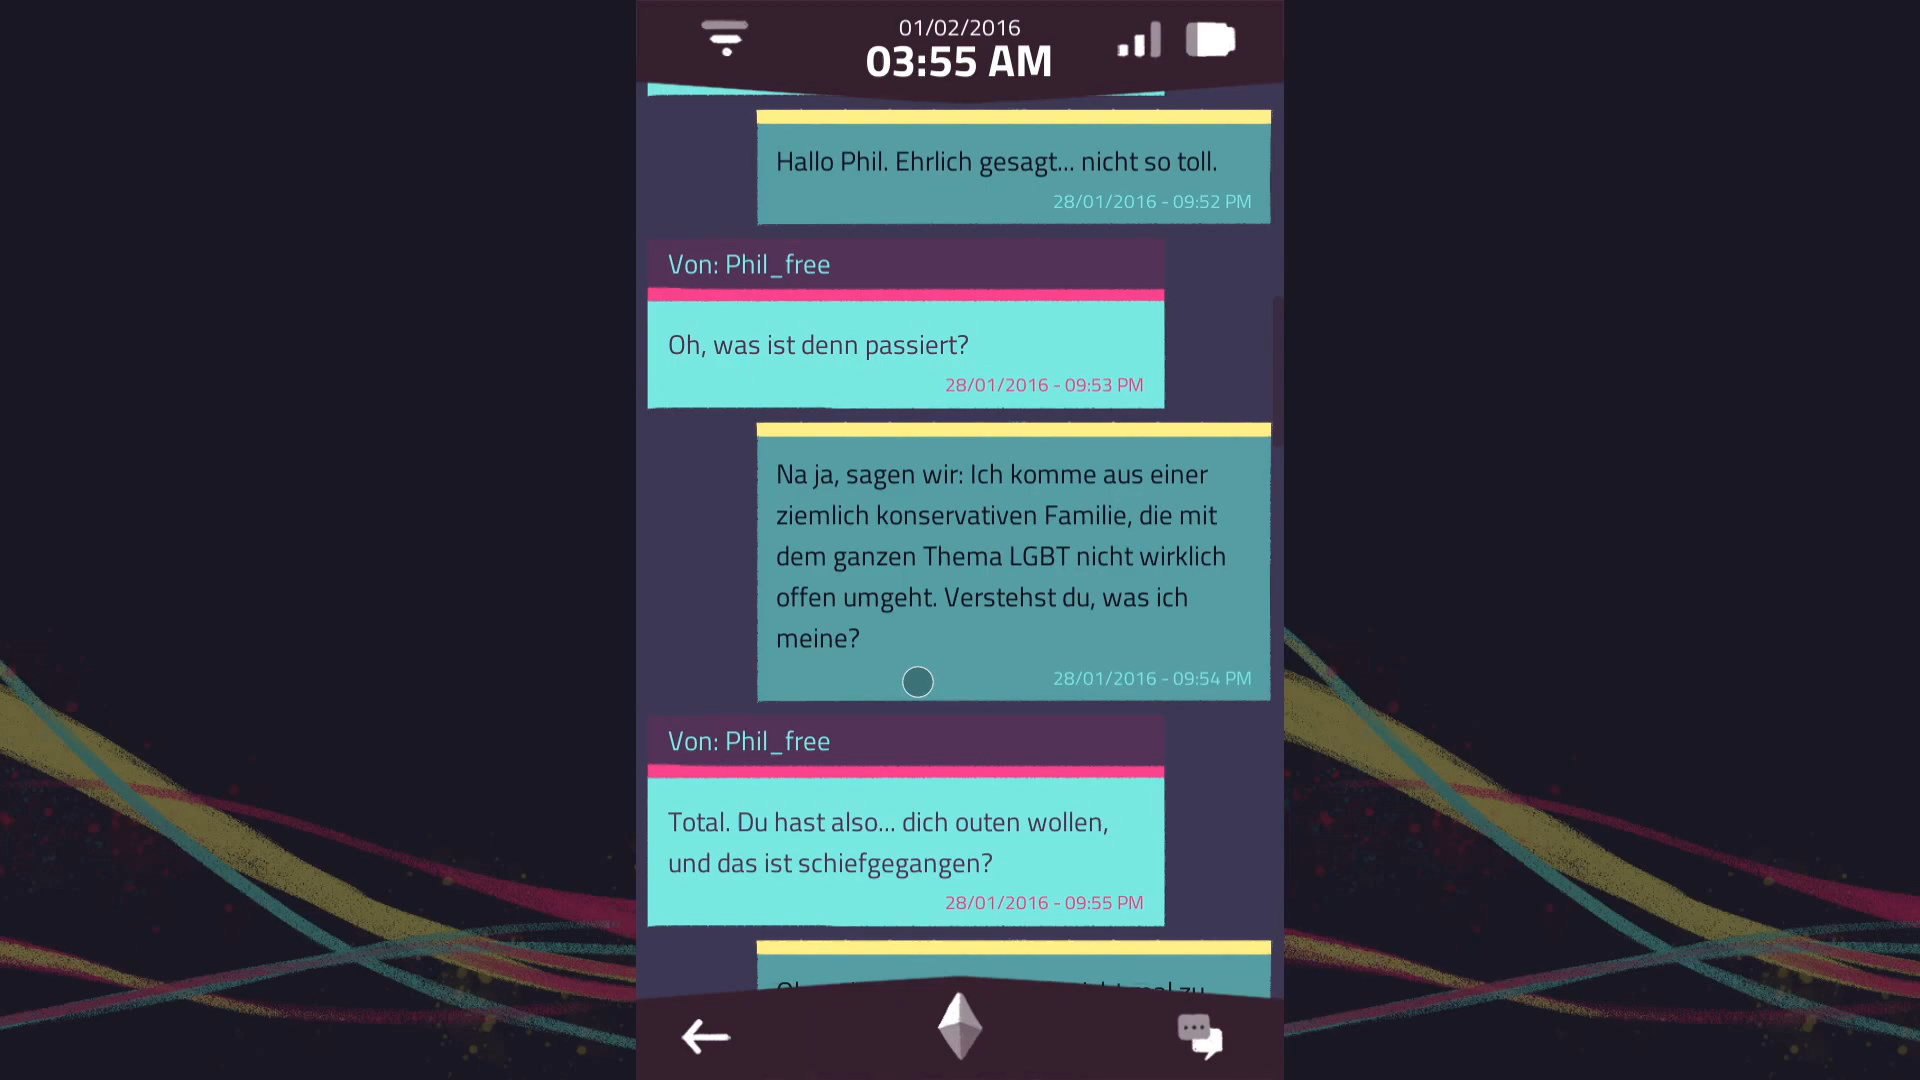 01/02/2016
03:55 AM
Hallo Phil. Ehrlich gesagt... nicht so toll.
28/01/2016 - 09:52 PM
Von: Phil_free
Oh, was ist denn passiert?
28/01/2016 - 09:53 PM
Na ja, sagen wir: Ich komme aus einer
ziemlich konservativen Familie, die mit
dem ganzen Thema LGBT nicht wirklich
offen umgeht. Verstehst du, was ich
meine?
28/01/2016 - 09:54 PM
Von: Phil_free
Total. Du hast also... dich outen wollen,
und das ist schiefgegangen?
28/01/2016 - 09:55 PM